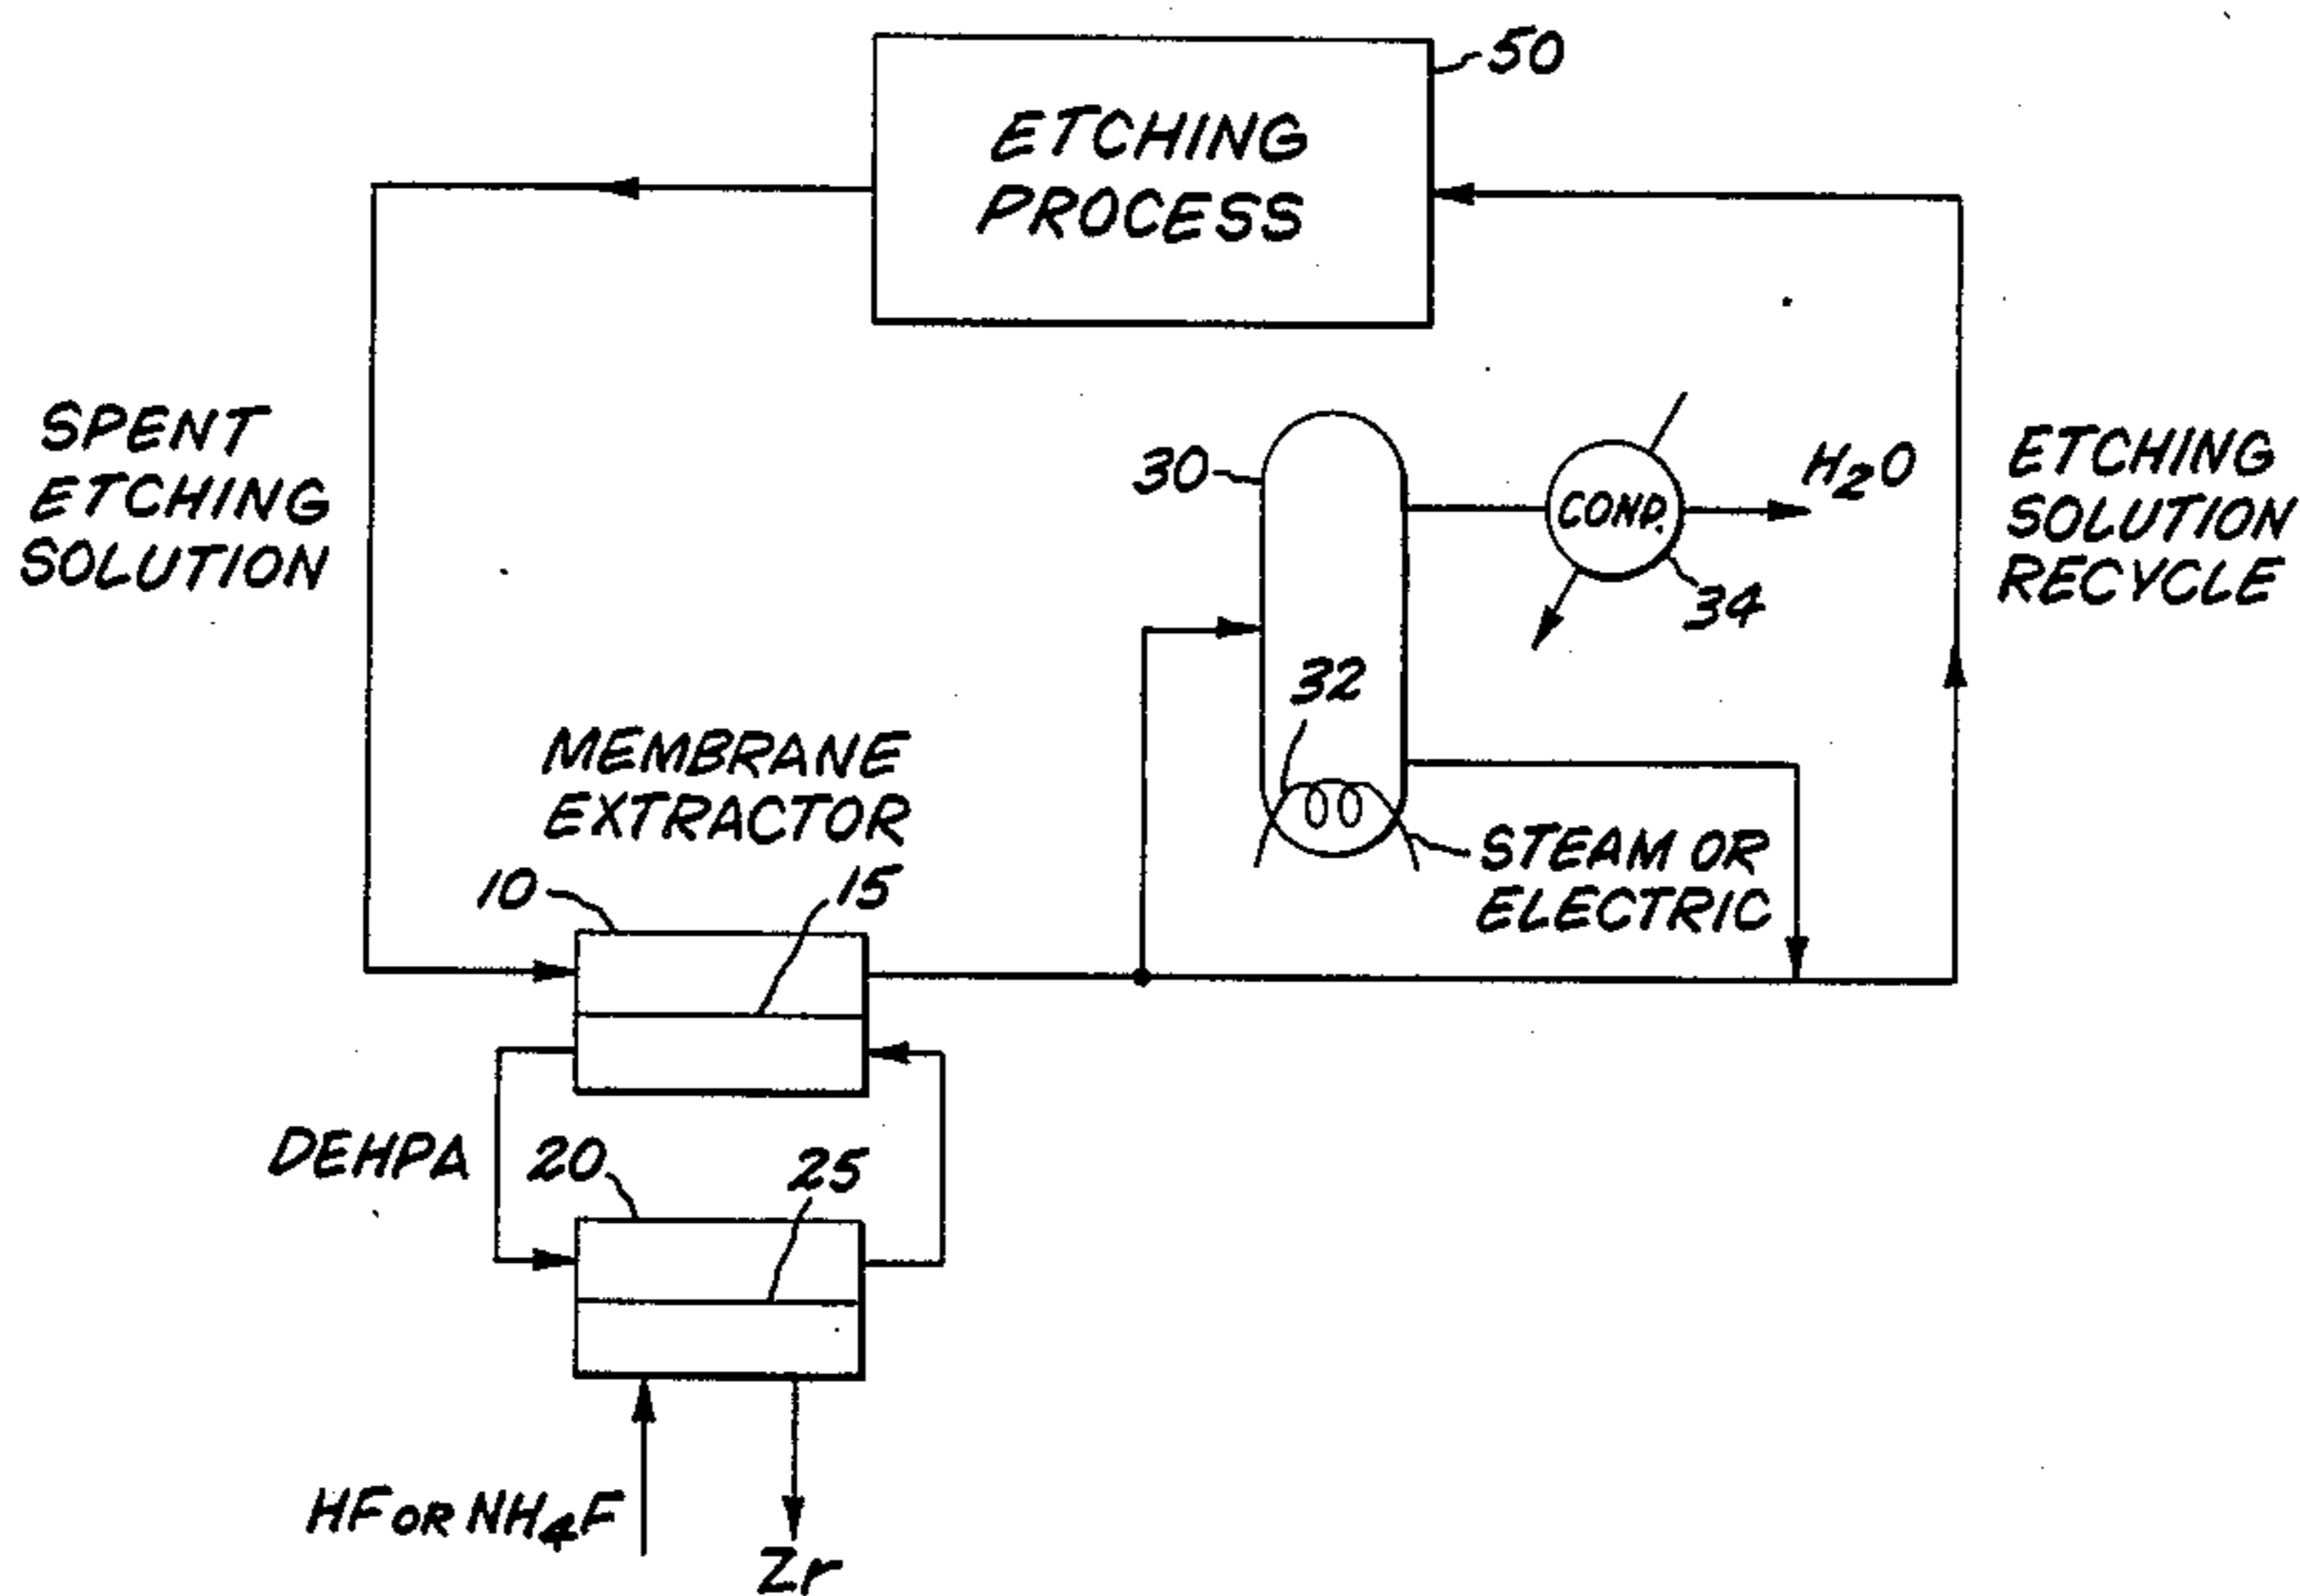 50
ETCHING
PROCESS
SPENT
ETCHING
SOLUTION
30
COND.
H2O
34
ETCHING
SOLUTION
RECYCLE
32
MEMBRANE
EXTRACTOR
STEAM OR
ELECTRIC
10
15
DEHPA
20
25
HF OR NH4F
Zr